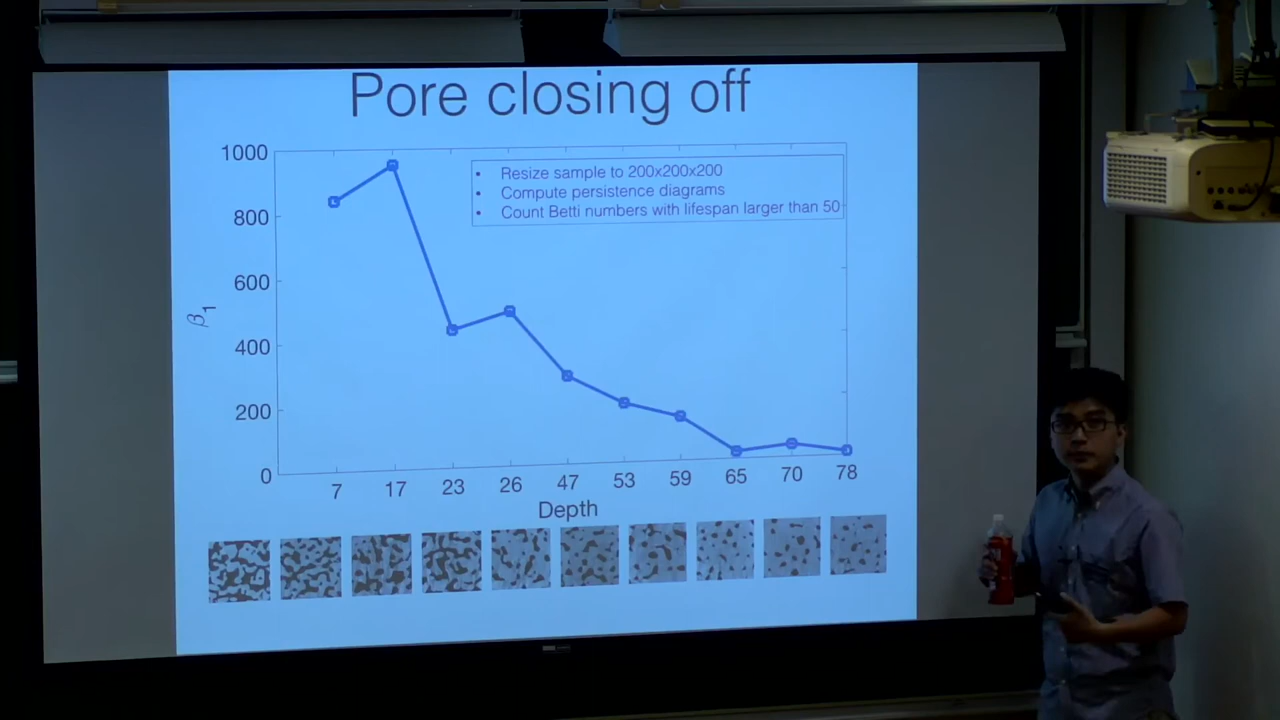 Pore closing off
1000
• Resize sample to 200x200x200
• Compute persistence diagrams
• Count Betti numbers with lifespan larger than 50
800
600
400
200
0
β1
7 17 23 26 47 53 59 65 70 78
Depth